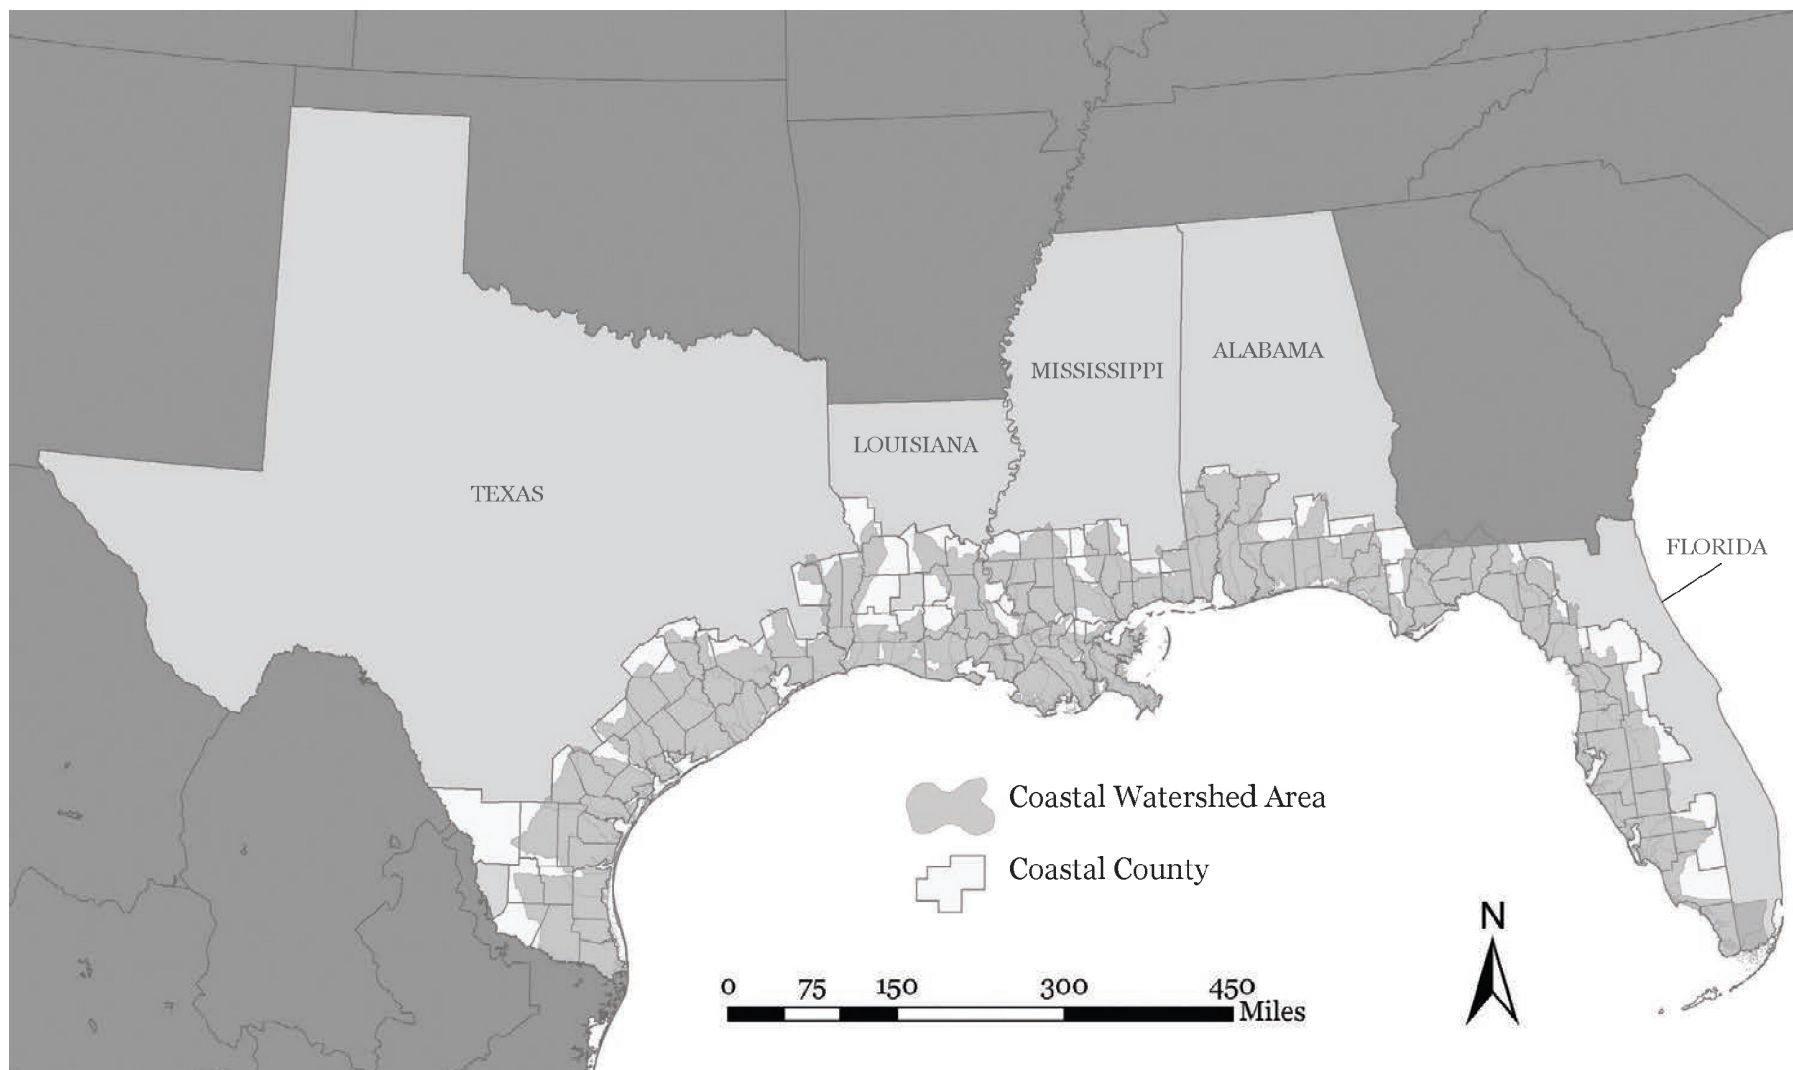 ALABAMA
MISSISSIPPI
LOUISIANA
TEXAS
FLORIDA
Coastal Watershed Area
Coastal County
N
0 75 150 300 450
Miles